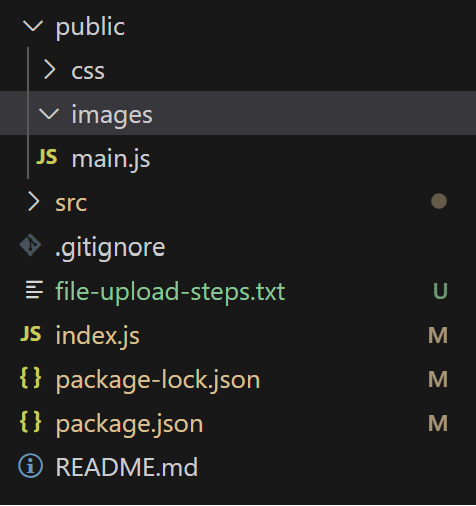 public
css
images
JS main.js
src
.gitignore
file-upload-steps.txt U
JS index.js M
{} package-lock.json M
{} package.json M
README.md